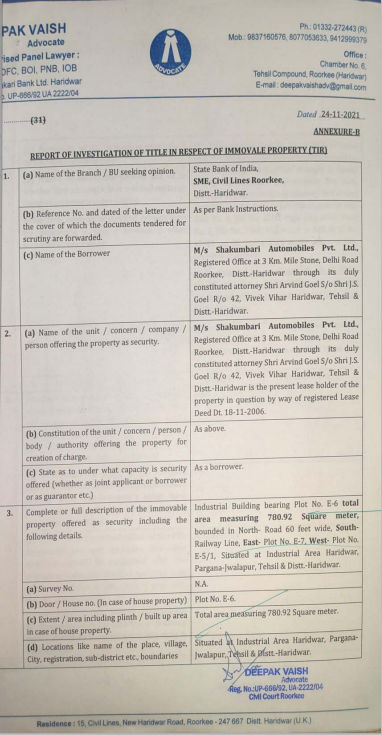 PAK VAISH
Advocate
ised Panel Lawyer :
DFC, BOI, PNB, IOB
kari Bank Ltd. Haridwar
UP-666/92 UA 2222/04
ADVOCATE
Ph.: 01332-272443 (R)
Mob.: 9837160576, 8077053633, 9412999379
Office :
Chamber No. 6,
Tehsil Compound, Roorkee (Haridwar)
E-mail : deepakvaishadv@gmail.com
(31)
Dated 24-11-2021
ANNEXURE-B
REPORT OF INVESTIGATION OF TITLE IN RESPECT OF IMMOVALE PROPERTY (TIR)
1.
(a) Name of the Branch / BU seeking opinion.
State Bank of India,
SME, Civil Lines Roorkee,
Distt.-Haridwar.
(b) Reference No. and dated of the letter under
the cover of which the documents tendered for
scrutiny are forwarded.
As per Bank Instructions.
(c) Name of the Borrower
M/s Shakumbari Automobiles Pvt. Ltd.,
Registered Office at 3 Km. Mile Stone, Delhi Road
Roorkee, Distt.-Haridwar through its duly
constituted attorney Shri Arvind Goel S/o Shri J.S.
Goel R/o 42, Vivek Vihar Haridwar, Tehsil &
Distt.-Haridwar.
2.
(a) Name of the unit / concern / company /
person offering the property as security.
M/s Shakumbari Automobiles Pvt. Ltd.,
Registered Office at 3 Km. Mile Stone, Delhi Road
Roorkee, Distt.-Haridwar through its duly
constituted attorney Shri Arvind Goel S/o Shri J.S.
Goel R/o 42, Vivek Vihar Haridwar, Tehsil &
Distt.-Haridwar is the present lease holder of the
property in question by way of registered Lease
Deed Dt. 18-11-2006.
(b) Constitution of the unit / concern / person /
body / authority offering the property for
creation of charge.
As above.
(c) State as to under what capacity is security
offered (whether as joint applicant or borrower
or as guarantor etc.)
As a borrower.
3.
Complete or full description of the immovable
property offered as security including the
following details.
Industrial Building bearing Plot No. E-6 total
area measuring 780.92 Square meter,
bounded in North- Road 60 feet wide, South-
Railway Line, East- Plot No. E-7, West- Plot No.
E-5/1, Situated at Industrial Area Haridwar,
Pargana-Jwalapur, Tehsil & Distt.-Haridwar.
(a) Survey No.
N.A.
(b) Door / House no. (In case of house property)
Plot No. E-6.
(c) Extent / area including plinth / built up area
in case of house property.
Total area measuring 780.92 Square meter.
(d) Locations like name of the place, village,
City, registration, sub-district etc., boundaries
Situated at Industrial Area Haridwar, Pargana-
Jwalapur, Tehsil & Distt.-Haridwar.
DEEPAK VAISH
Advocate
Reg. No.:UP-666/92, UA-2222/04
Civil Court Roorkee
Residence : 15, Civil Lines, New Haridwar Road, Roorkee - 247 667 Distt. Haridwar (U.K.)